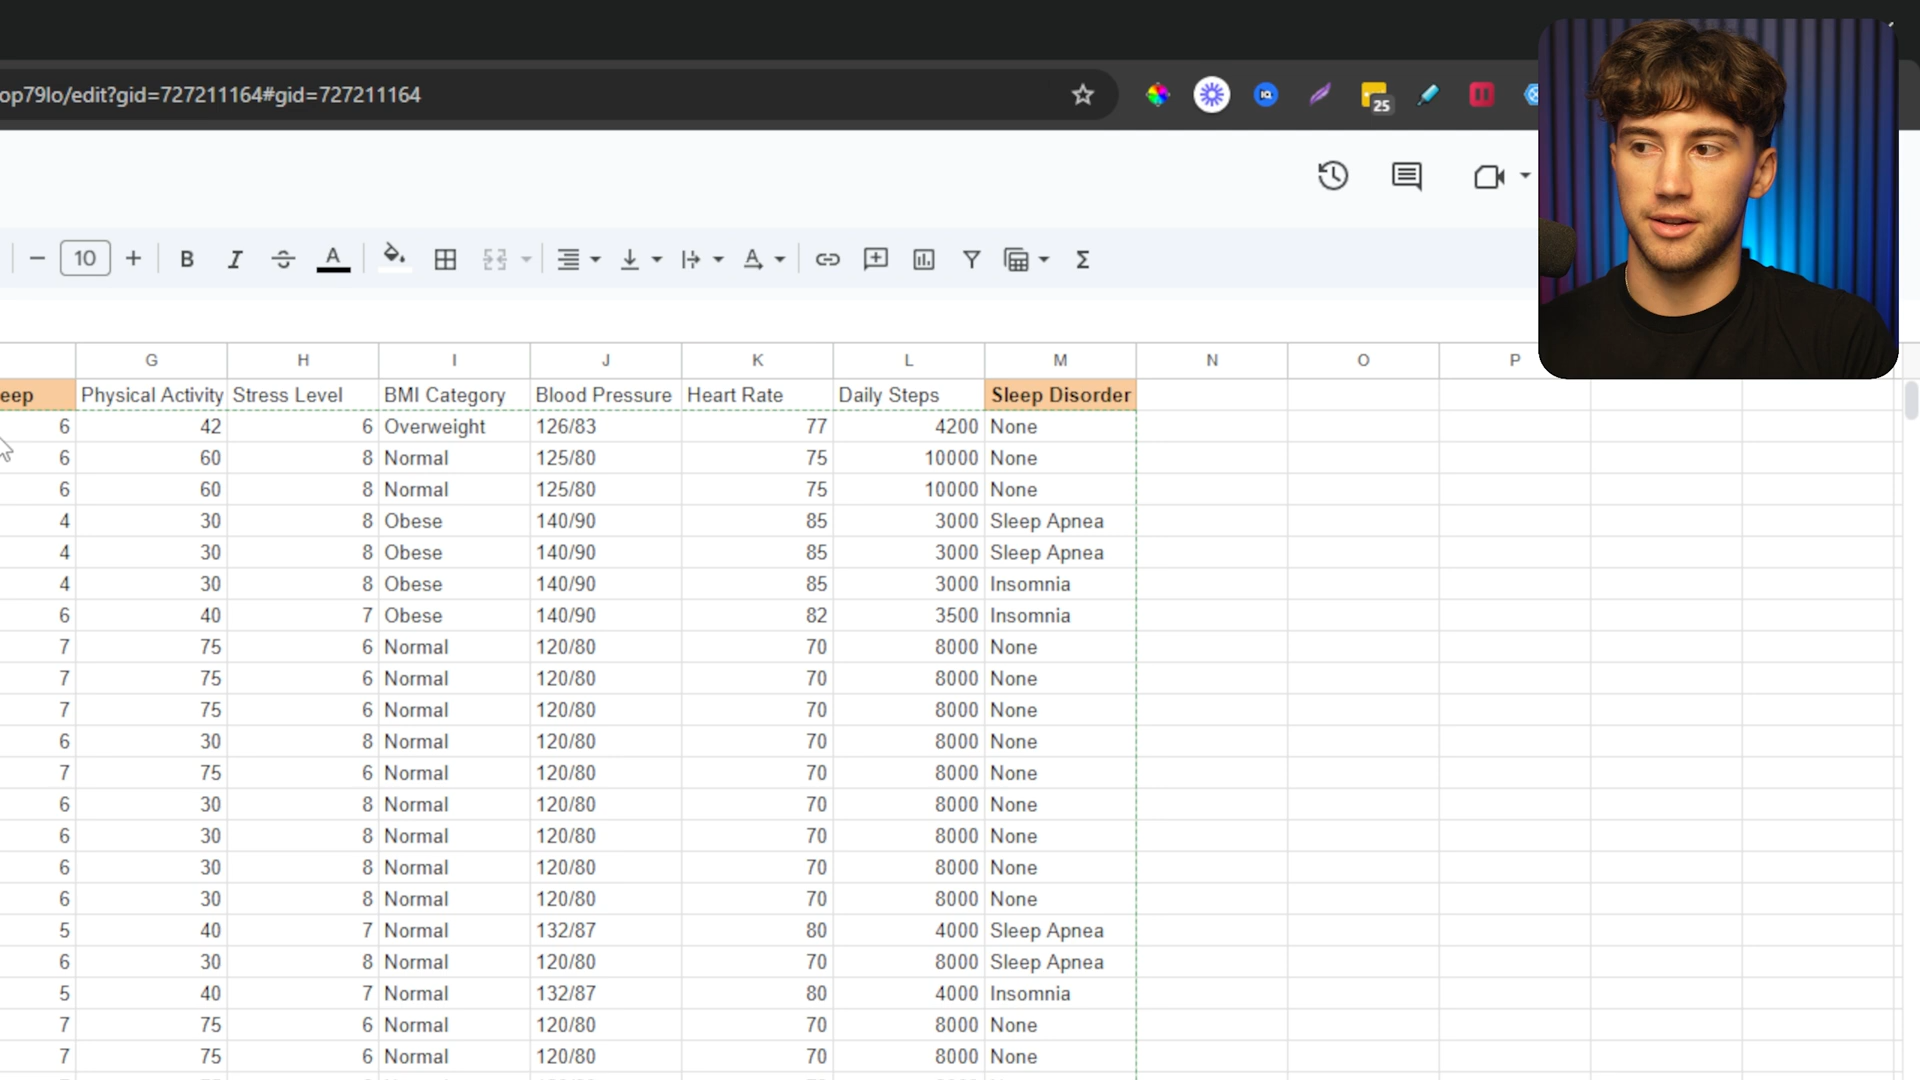 op79lo/edit?gid=727211164#gid=727211164
IQ
25
10 B I A A Σ
G H I J K L M N O P
eep Physical Activity Stress Level BMI Category Blood Pressure Heart Rate Daily Steps Sleep Disorder
6 42 6 Overweight 126/83 77 4200 None
6 60 8 Normal 125/80 75 10000 None
6 60 8 Normal 125/80 75 10000 None
4 30 8 Obese 140/90 85 3000 Sleep Apnea
4 30 8 Obese 140/90 85 3000 Sleep Apnea
4 30 8 Obese 140/90 85 3000 Insomnia
6 40 7 Obese 140/90 82 3500 Insomnia
7 75 6 Normal 120/80 70 8000 None
7 75 6 Normal 120/80 70 8000 None
7 75 6 Normal 120/80 70 8000 None
6 30 8 Normal 120/80 70 8000 None
7 75 6 Normal 120/80 70 8000 None
6 30 8 Normal 120/80 70 8000 None
6 30 8 Normal 120/80 70 8000 None
6 30 8 Normal 120/80 70 8000 None
6 30 8 Normal 120/80 70 8000 None
5 40 7 Normal 132/87 80 4000 Sleep Apnea
6 30 8 Normal 120/80 70 8000 Sleep Apnea
5 40 7 Normal 132/87 80 4000 Insomnia
7 75 6 Normal 120/80 70 8000 None
7 75 6 Normal 120/80 70 8000 None